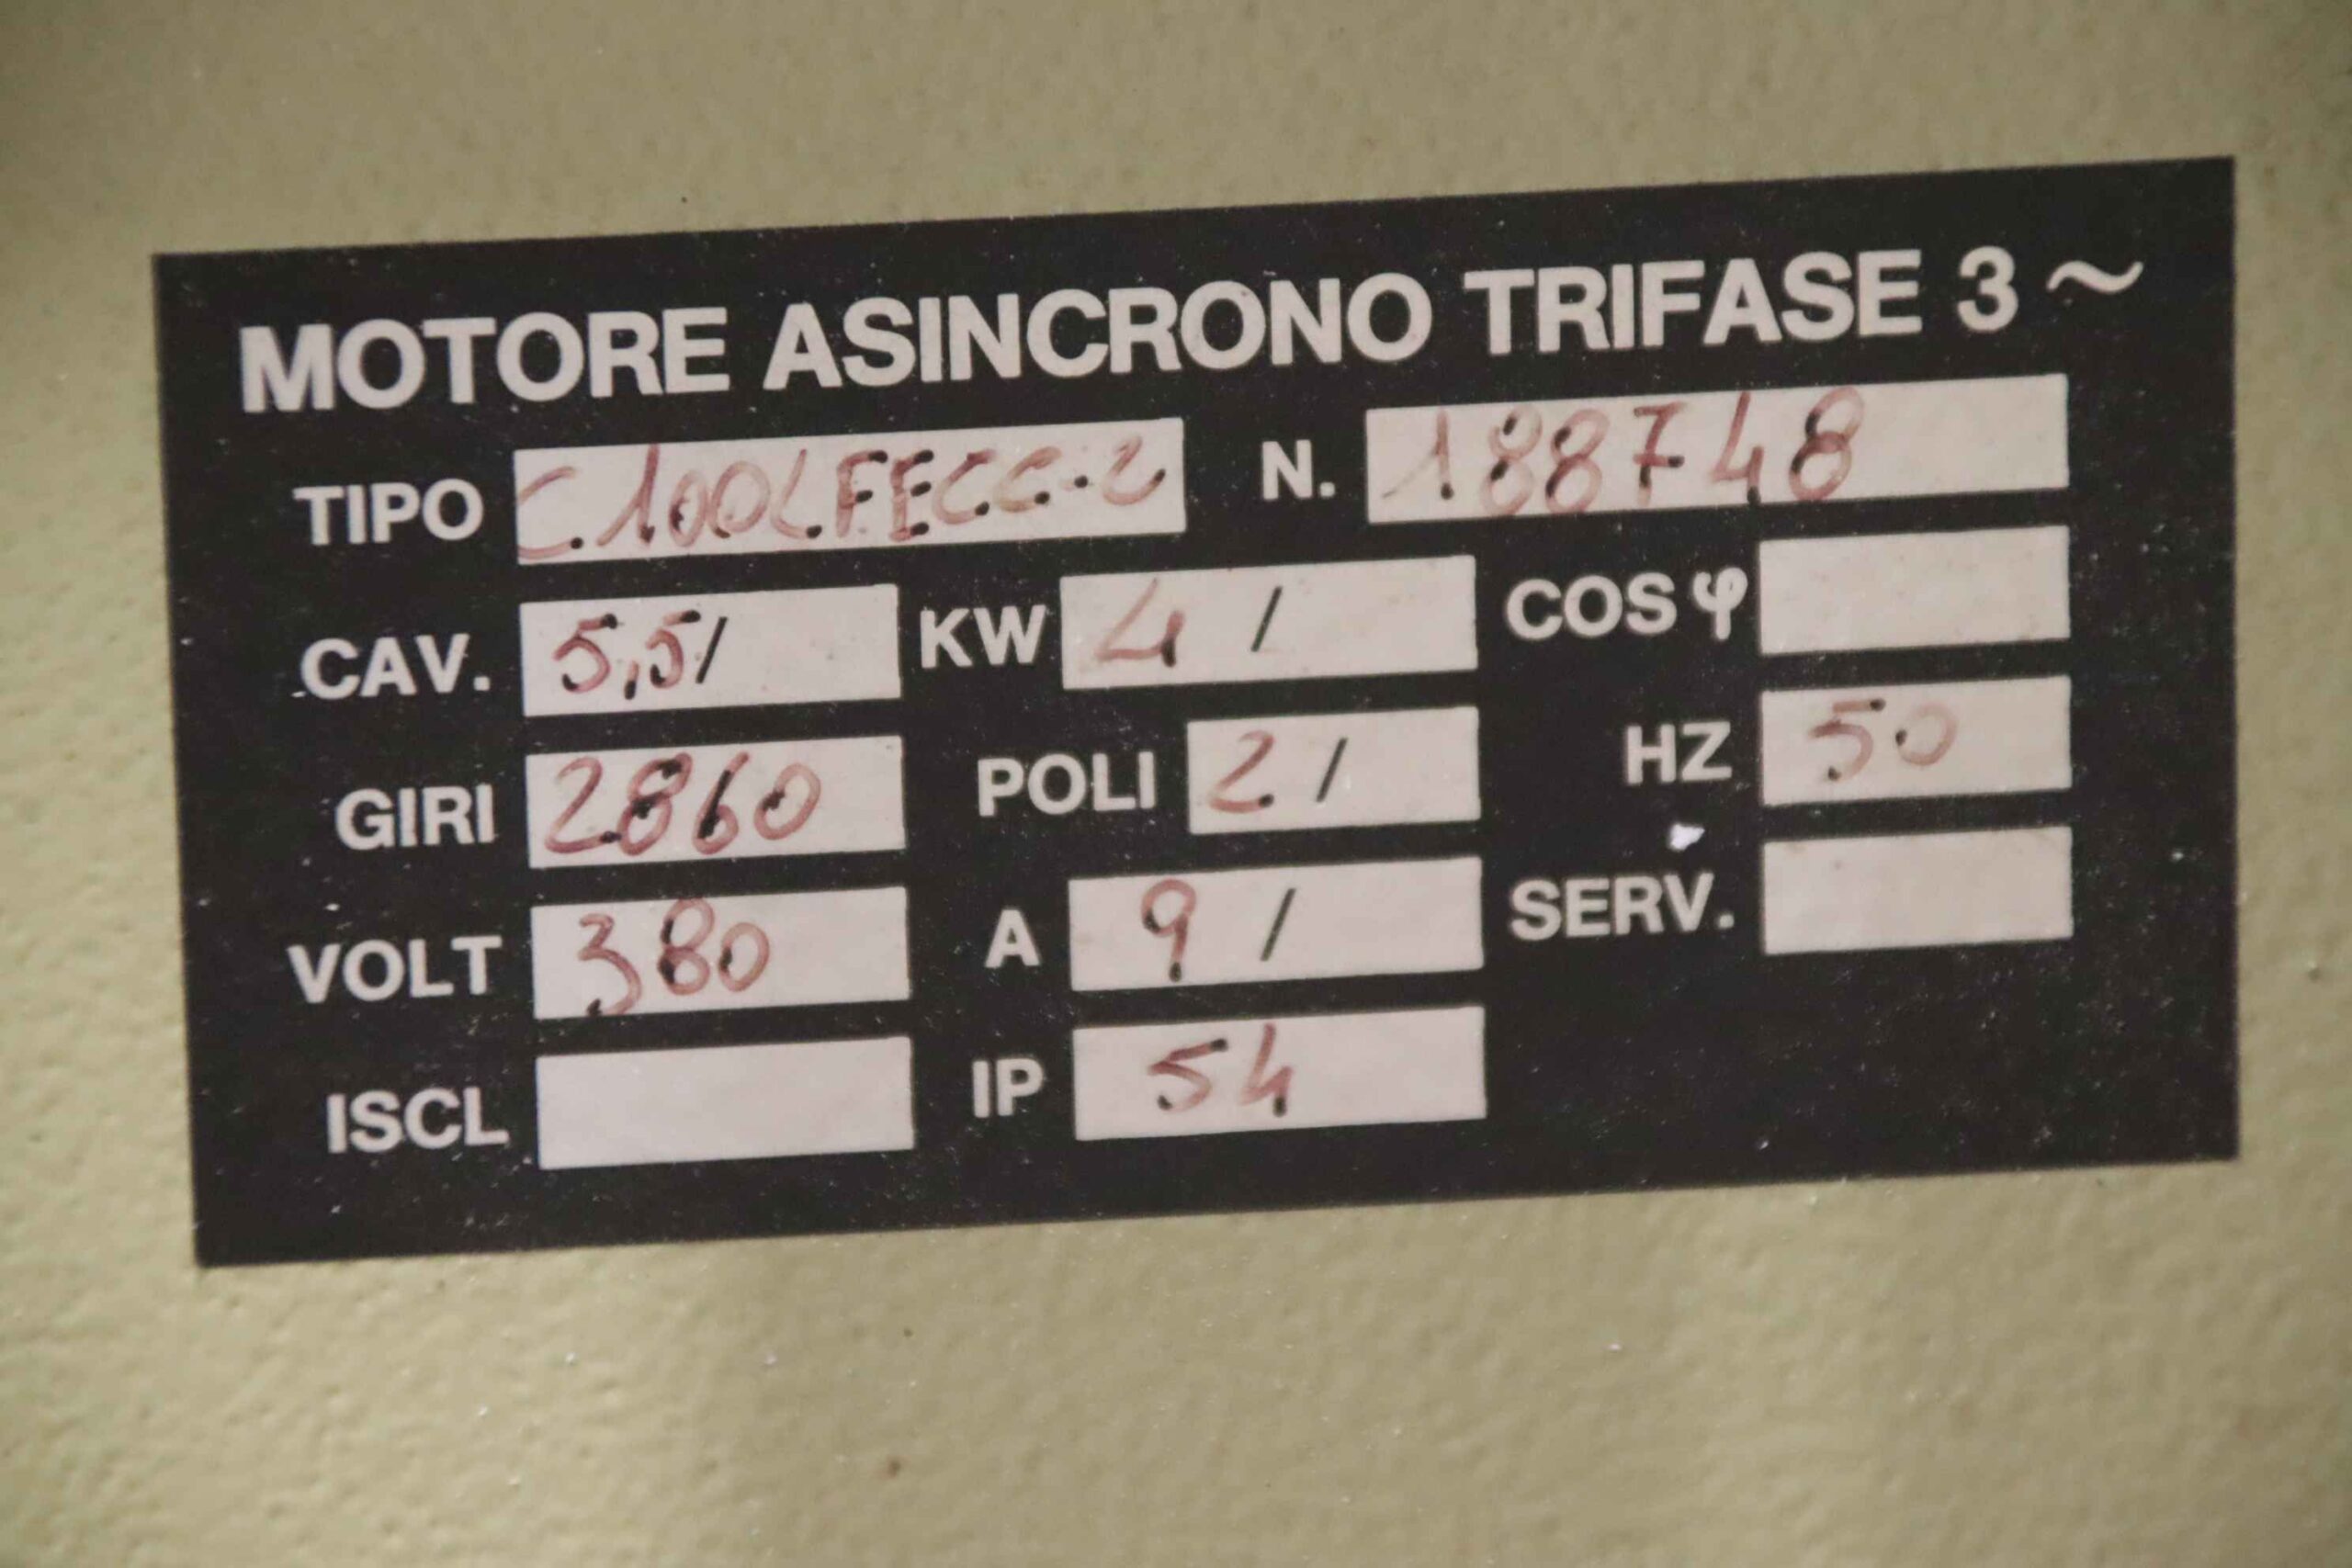 MOTORE ASINCRONO TRIFASE 3 ~
TIPO C.100LFECC-2 N. 188748
CAV. 5,5/ KW 4 / COS φ
GIRI 2860 POLI 2 / HZ 50
VOLT 380 A 9 / SERV.
ISCL IP 54